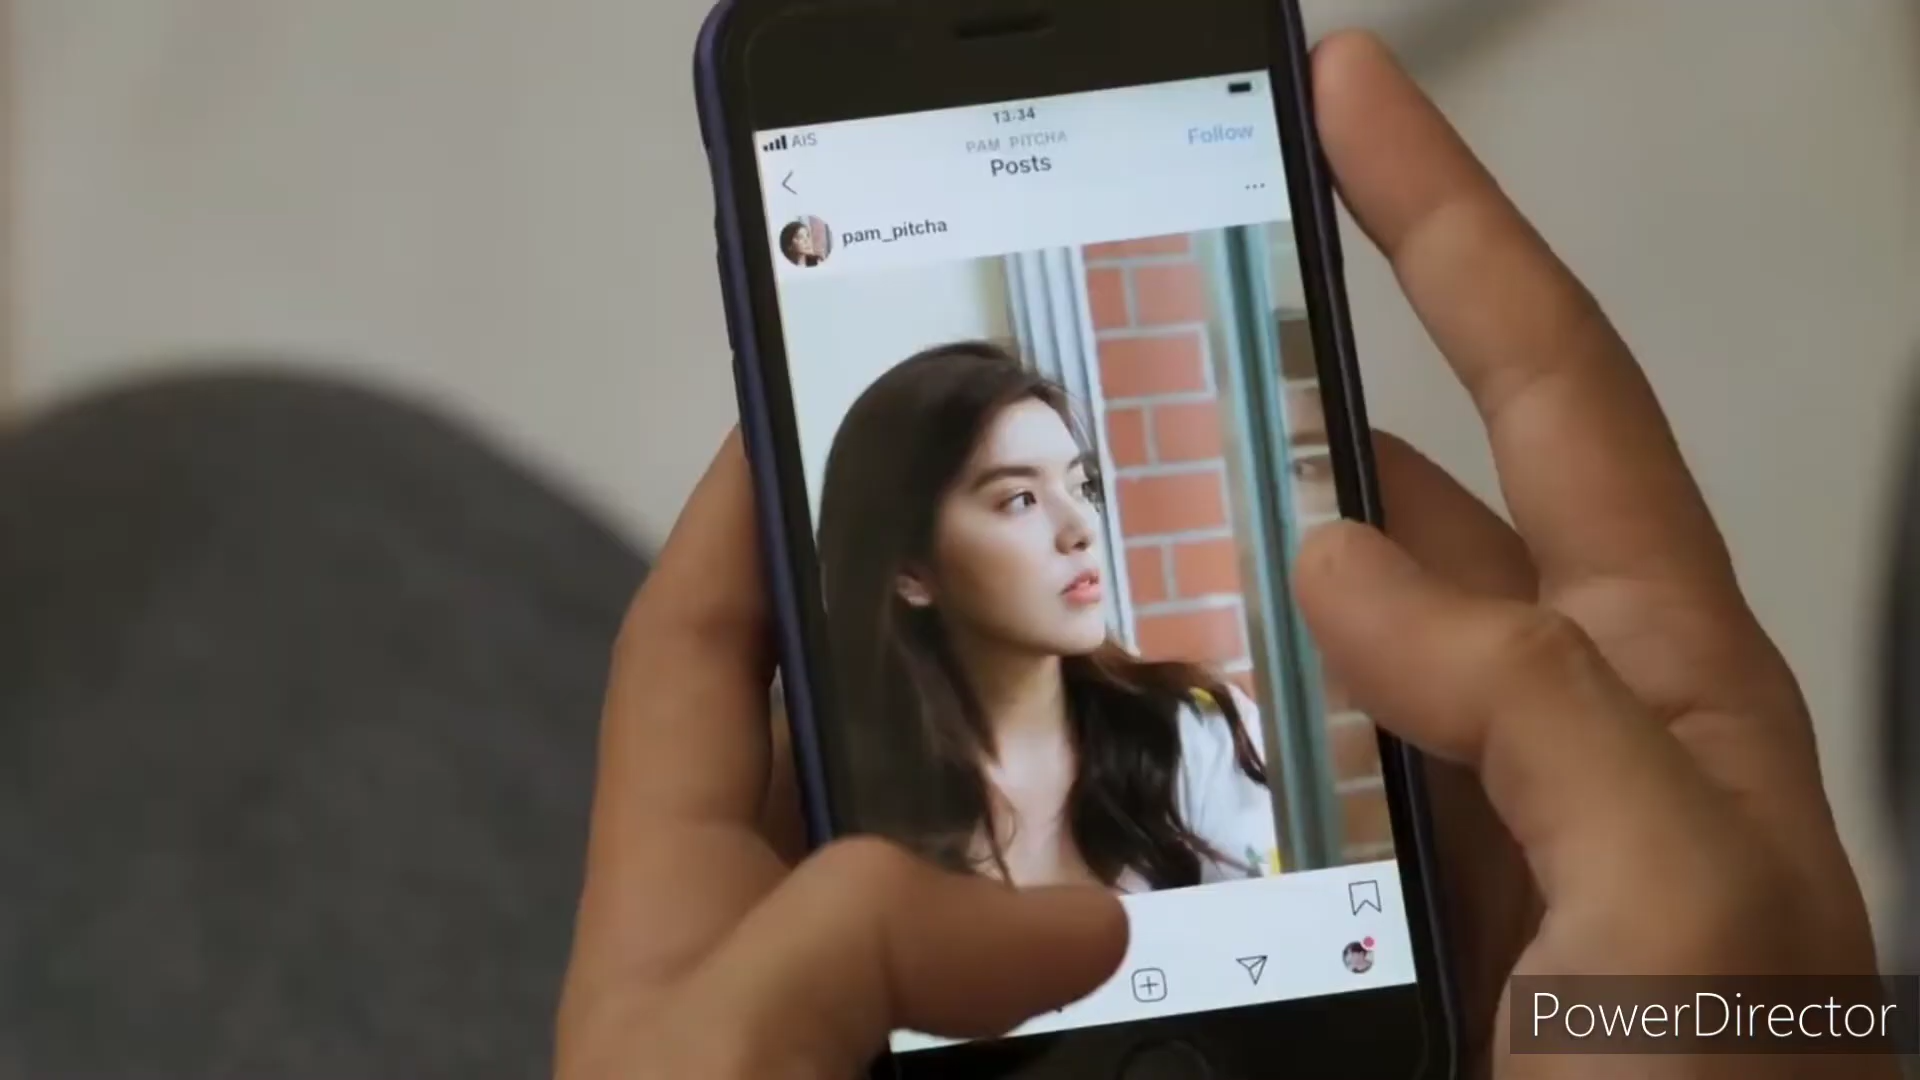 13:34
AIS
PAM_PITCHA
Follow
Posts
pam_pitcha
PowerDirector